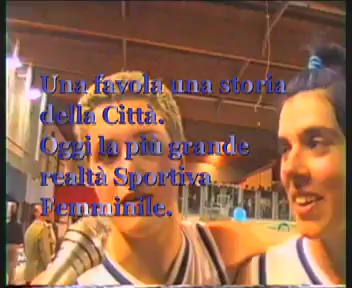 Una favola una storia
della Città.
Oggi la più grande
realtà Sportiva
Femminile.